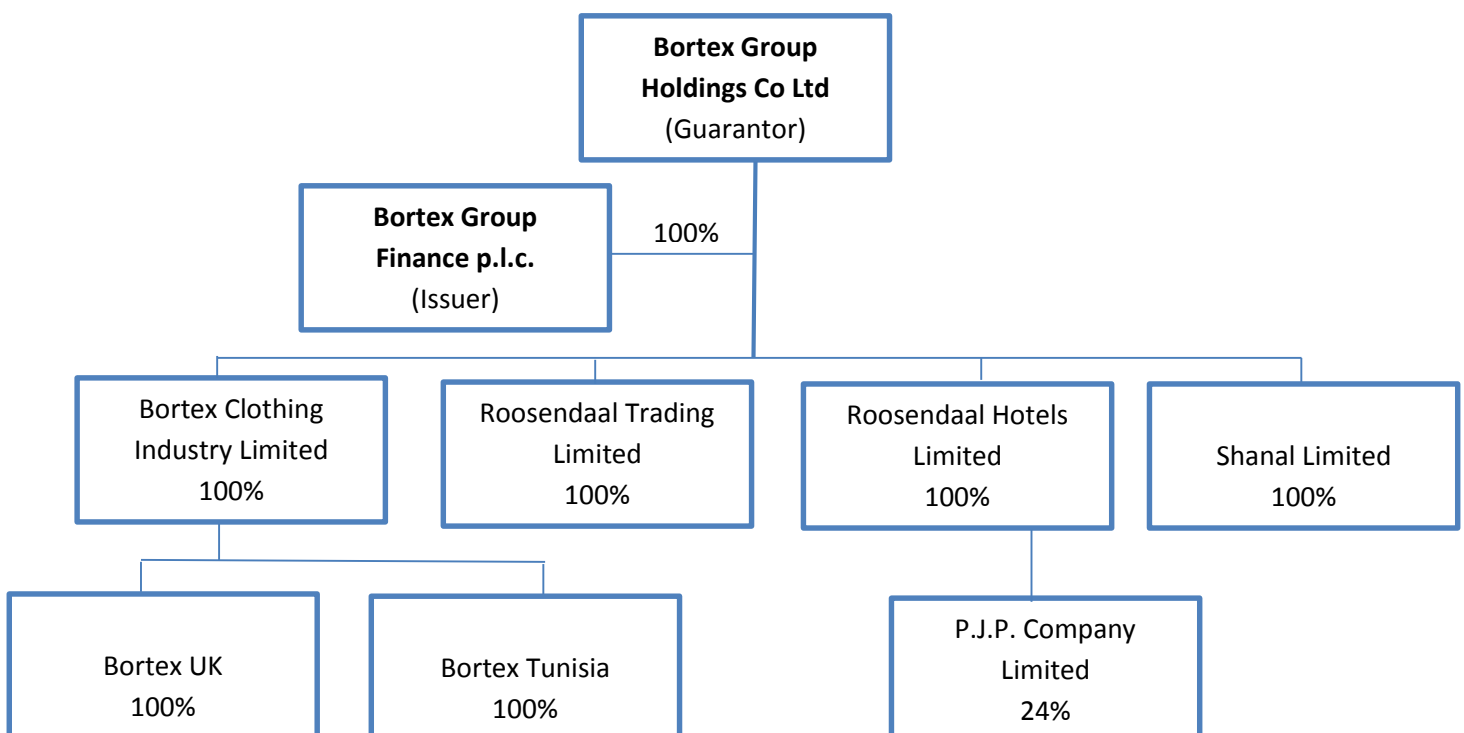 Bortex Group
Holdings Co Ltd
(Guarantor)
Bortex Group
Finance p.l.c.
(Issuer)
100%
Bortex Clothing
Industry Limited
100%
Roosendaal Trading
Limited
100%
Roosendaal Hotels
Limited
100%
Shanal Limited
100%
Bortex UK
100%
Bortex Tunisia
100%
P.J.P. Company
Limited
24%